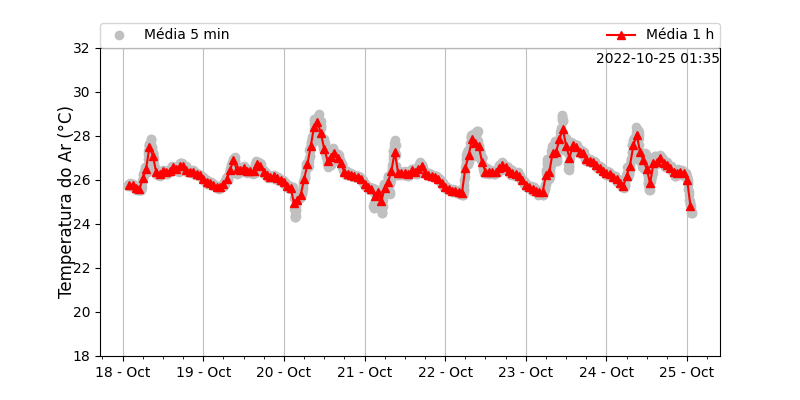 Média 5 min
Média 1 h
2022-10-25 01:35
Temperatura do Ar (°C)
32
30
28
26
24
22
20
18
18 - Oct
19 - Oct
20 - Oct
21 - Oct
22 - Oct
23 - Oct
24 - Oct
25 - Oct